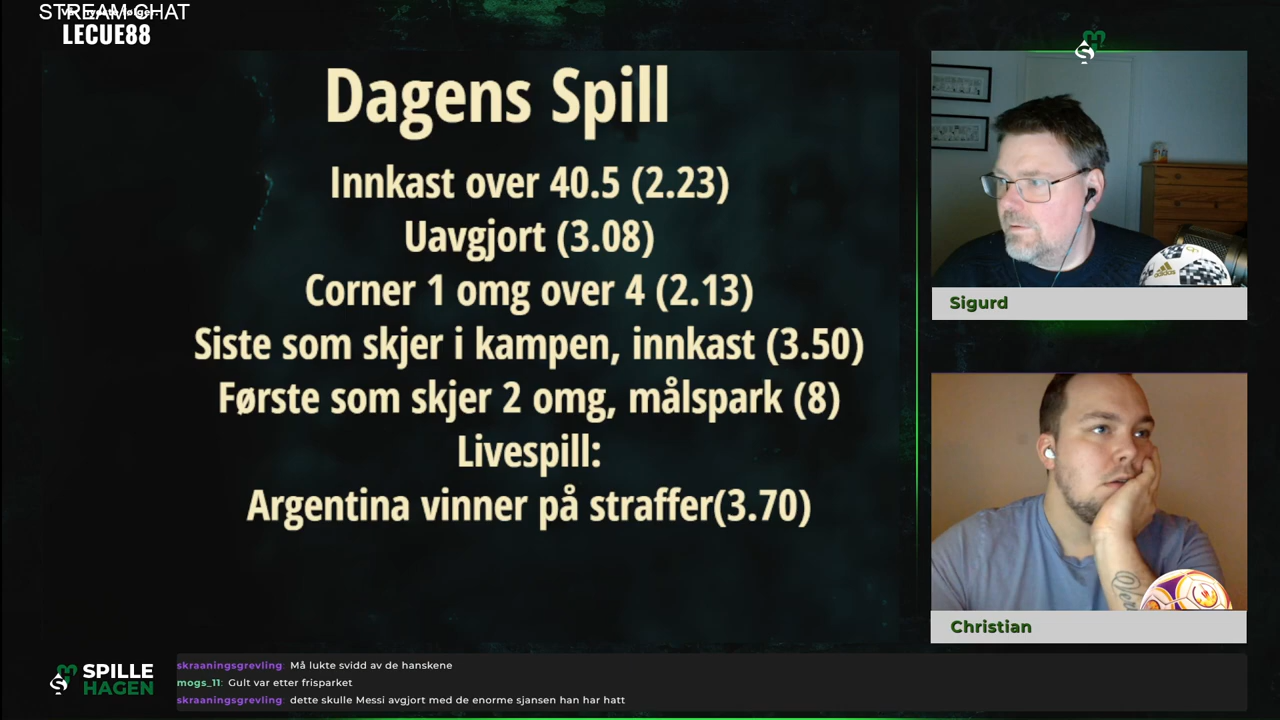 STREAM CHAT
LECUE88
Dagens Spill
Innkast over 40.5 (2.23)
Uavgjort (3.08)
Corner 1 omg over 4 (2.13)
Siste som skjer i kampen, innkast (3.50)
Første som skjer 2 omg, målspark (8)
Livespill:
Argentina vinner på straffer(3.70)
Sigurd
Christian
SPILLE
HAGEN
skraaningsgrevling: Må lukte svidd av de hanskene
mogs_11: Gult var etter frisparket
skraaningsgrevling: dette skulle Messi avgjort med de enorme sjansen han har hatt
adidas